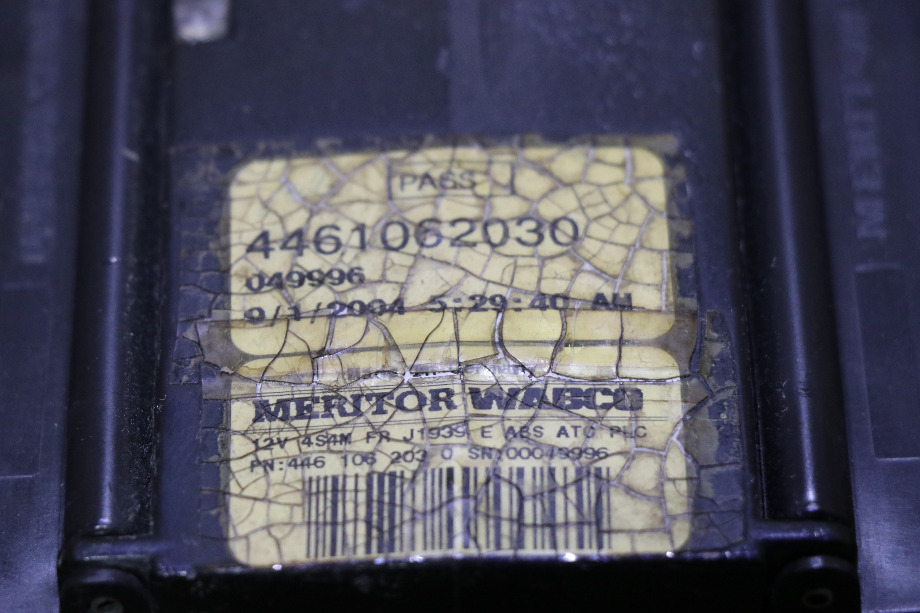 PASS
4461062030
049996
9/1/2004 5:29:40 AM
MERITOR WABCO
12V 4S4M FR J1939 E ABS ATC PLC
PN:446 106 203 0 SN:00049996